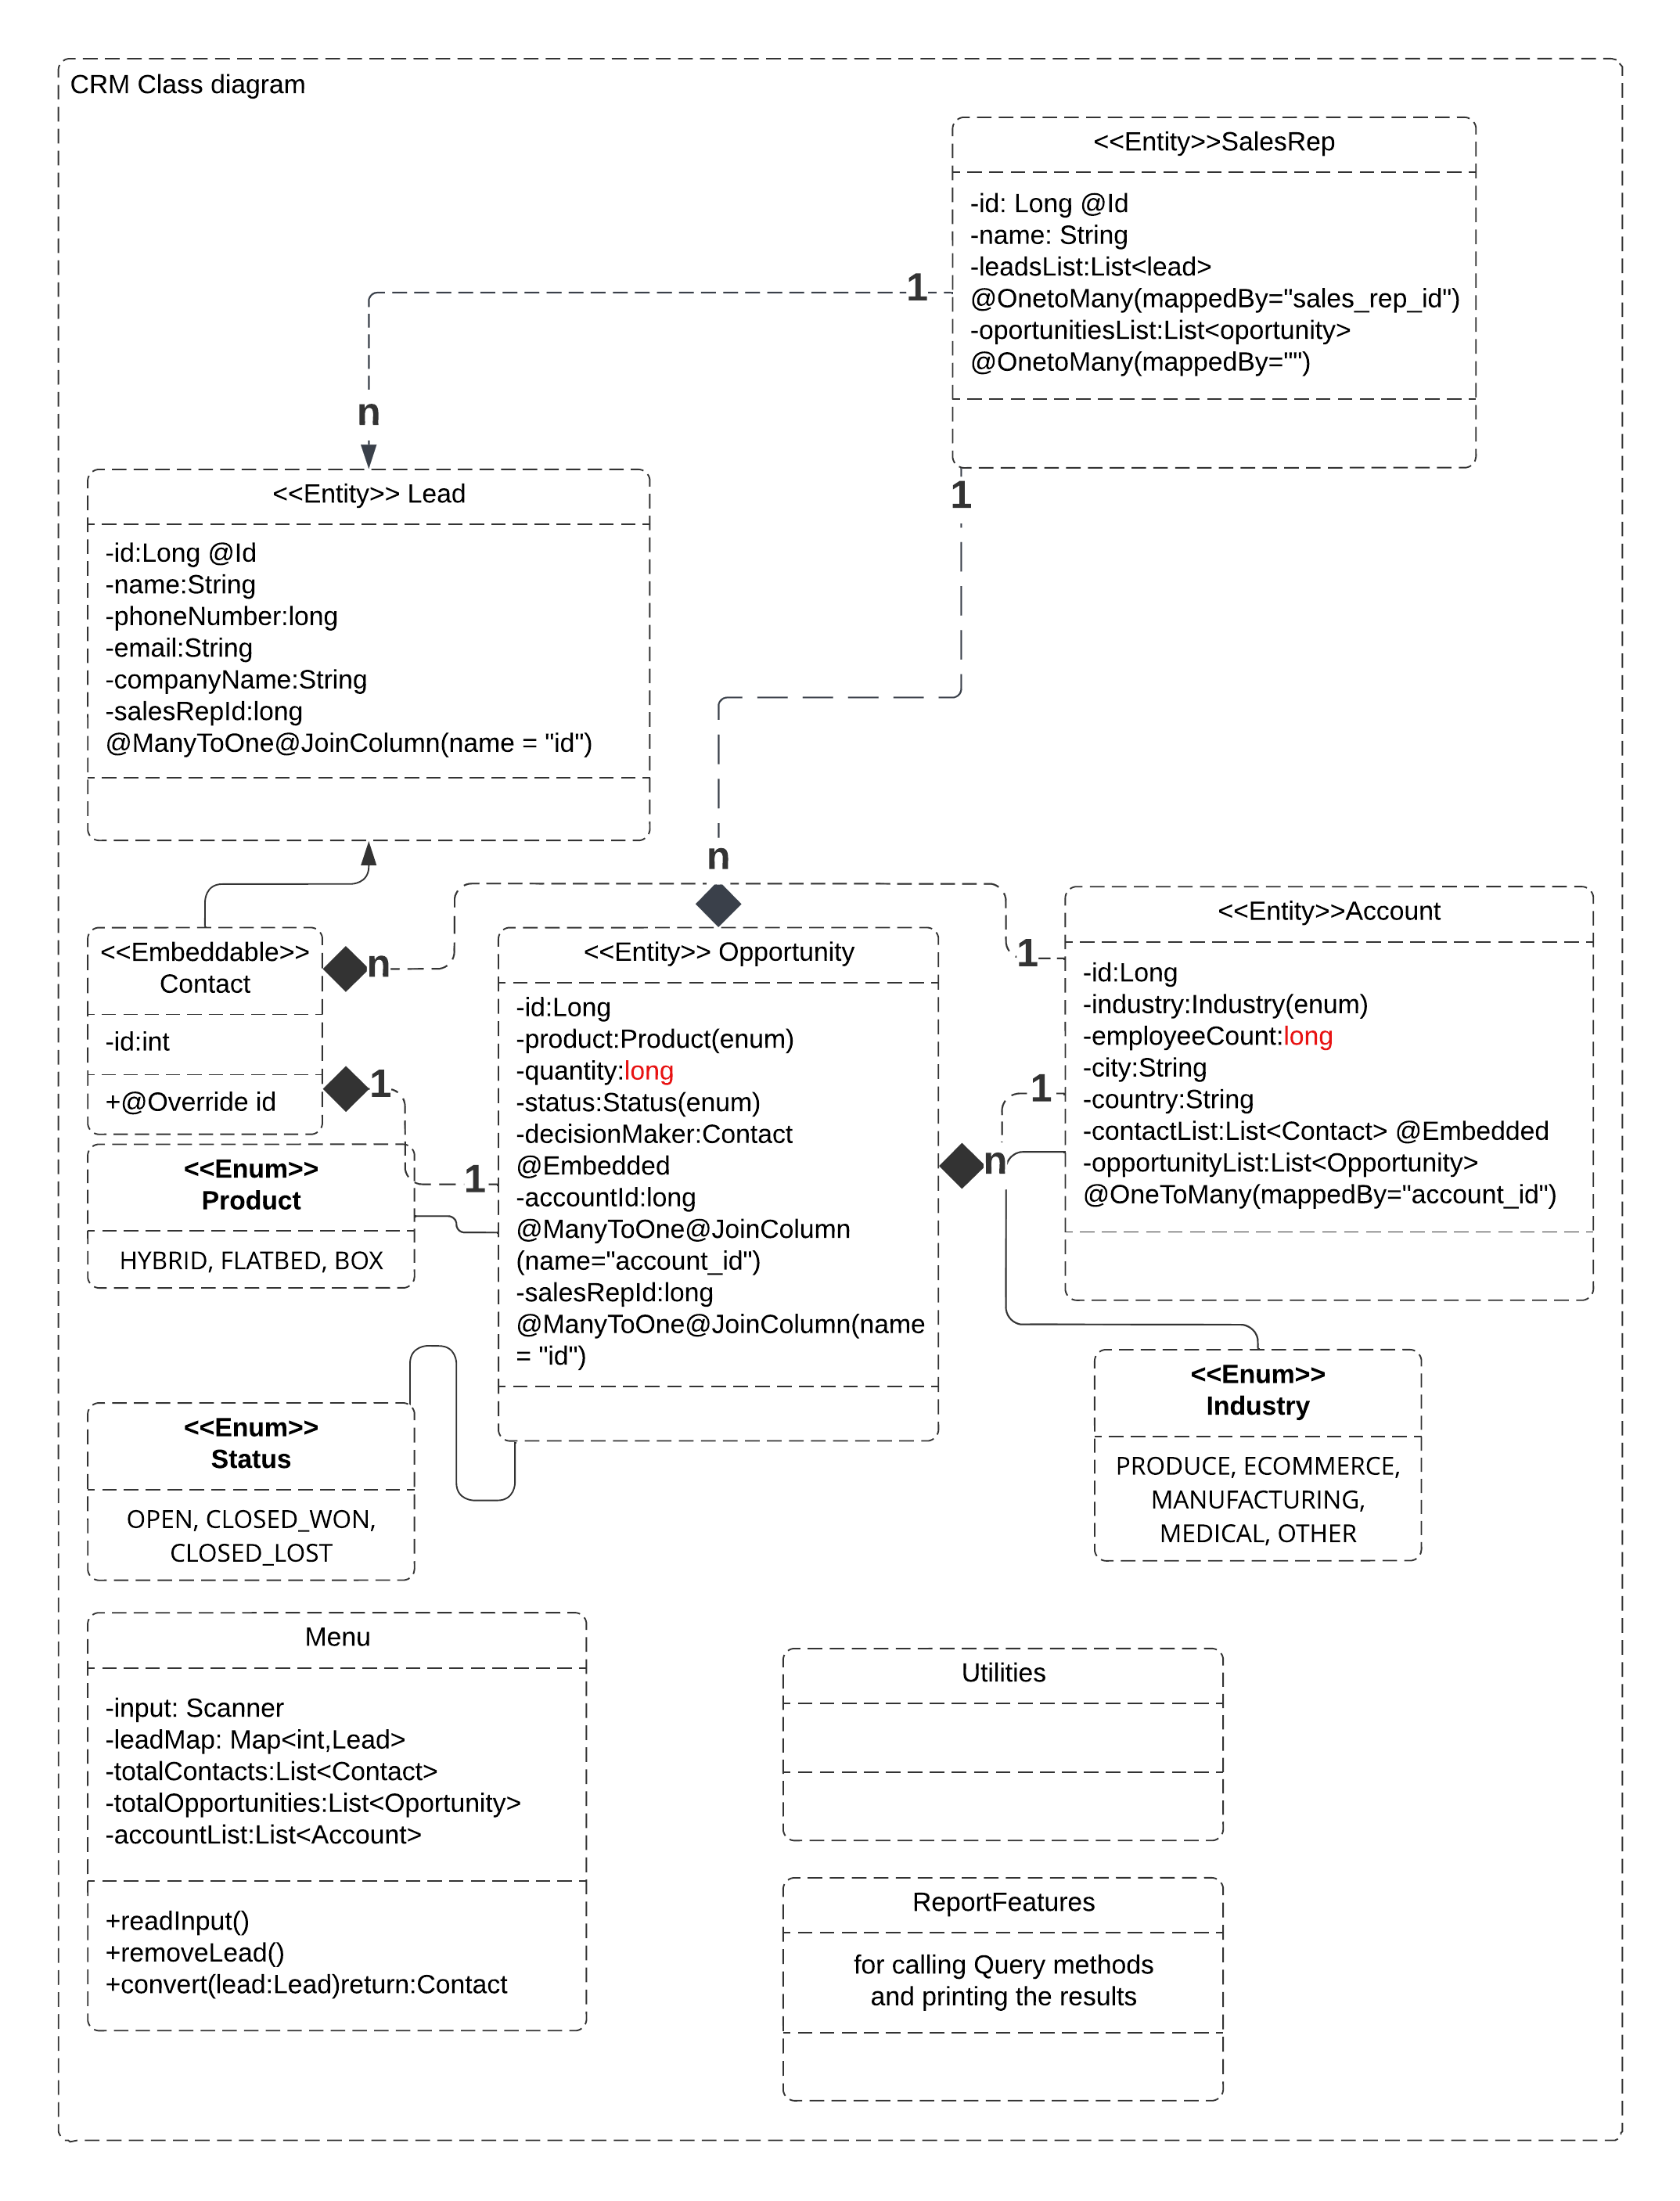 CRM Class diagram
<<Entity>>SalesRep
-id: Long @Id
-name: String
-leadsList:List<lead>
@OnetoMany(mappedBy="sales_rep_id")
-oportunitiesList:List<oportunity>
@OnetoMany(mappedBy="")
1
n
1
<<Entity>> Lead
-id:Long @Id
-name:String
-phoneNumber:long
-email:String
-companyName:String
-salesRepId:long
@ManyToOne@JoinColumn(name = "id")
n
<<Embeddable>>
Contact
-id:int
+@Override id
n
1
<<Entity>> Opportunity
-id:Long
-product:Product(enum)
-quantity:long
-status:Status(enum)
-decisionMaker:Contact
@Embedded
-accountId:long
@ManyToOne@JoinColumn
(name="account_id")
-salesRepId:long
@ManyToOne@JoinColumn(name
= "id")
1
n
1
1
<<Entity>>Account
-id:Long
-industry:Industry(enum)
-employeeCount:long
-city:String
-country:String
-contactList:List<Contact> @Embedded
-opportunityList:List<Opportunity>
@OneToMany(mappedBy="account_id")
<<Enum>>
Product
HYBRID, FLATBED, BOX
<<Enum>>
Status
OPEN, CLOSED_WON,
CLOSED_LOST
<<Enum>>
Industry
PRODUCE, ECOMMERCE,
MANUFACTURING,
MEDICAL, OTHER
Menu
-input: Scanner
-leadMap: Map<int,Lead>
-totalContacts:List<Contact>
-totalOpportunities:List<Oportunity>
-accountList:List<Account>
+readInput()
+removeLead()
+convert(lead:Lead)return:Contact
Utilities
ReportFeatures
for calling Query methods
and printing the results